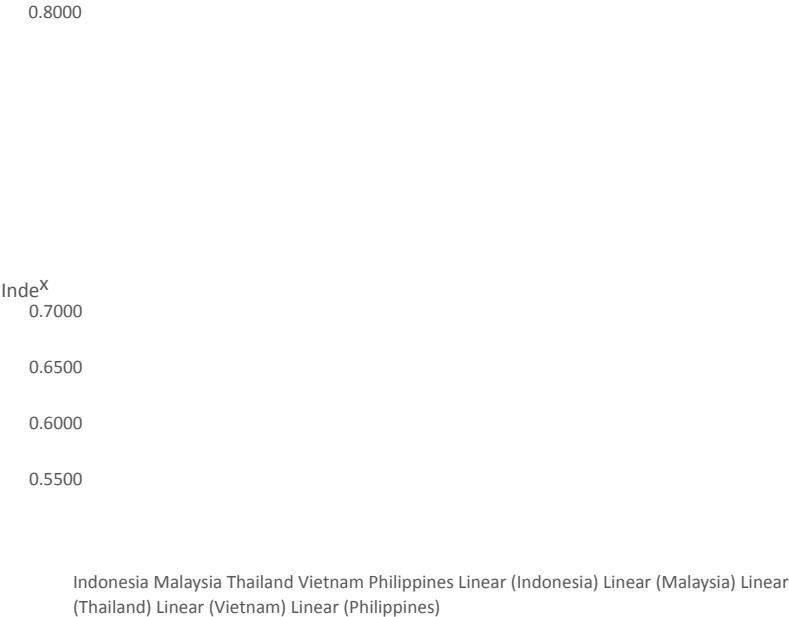 0.8000
Index
0.7000
0.6500
0.6000
0.5500
Indonesia Malaysia Thailand Vietnam Philippines Linear (Indonesia) Linear (Malaysia) Linear
(Thailand) Linear (Vietnam) Linear (Philippines)